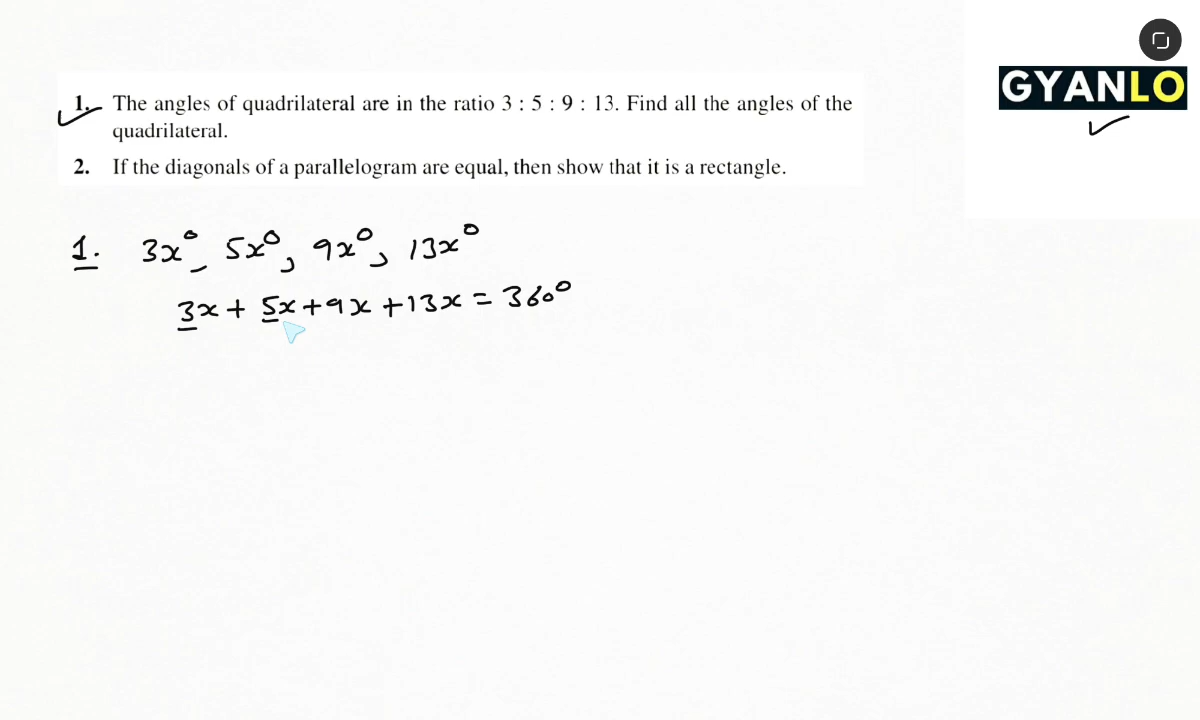 GYANLO
1. The angles of quadrilateral are in the ratio 3 : 5 : 9 : 13. Find all the angles of the
quadrilateral.
2. If the diagonals of a parallelogram are equal, then show that it is a rectangle.
1. 3x° 5x°, 9x°, 13x°
3x + 5x + 9x + 13x = 360°